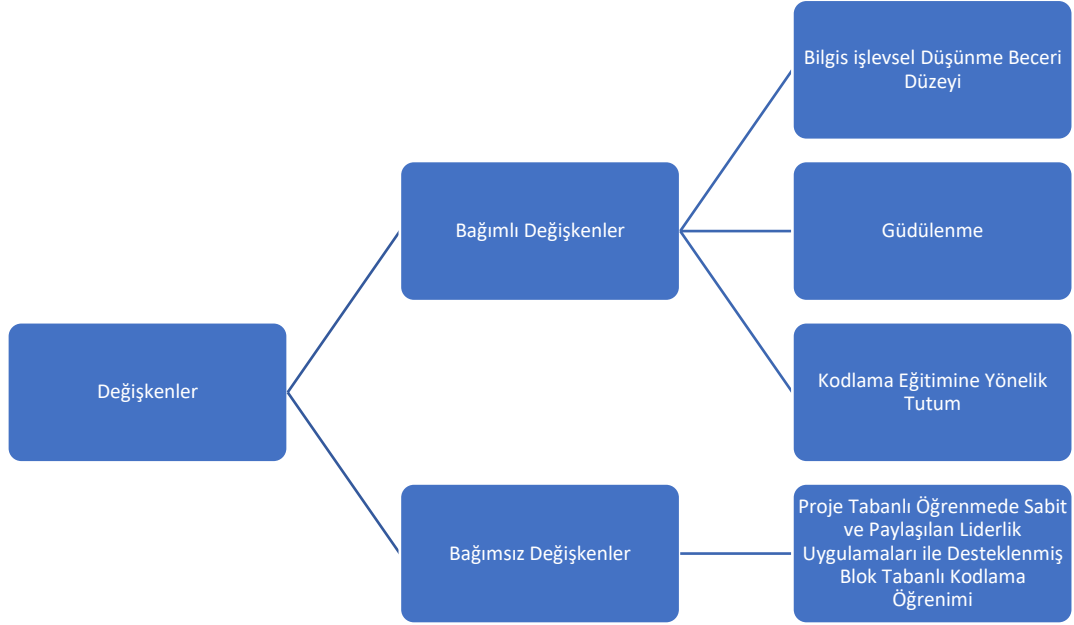 Değişkenler
Bağımlı Değişkenler
Bilgis işlevsel Düşünme Beceri
Düzeyi
Güdülenme
Kodlama Eğitimine Yönelik
Tutum
Bağımsız Değişkenler
Proje Tabanlı Öğrenmede Sabit
ve Paylaşılan Liderlik
Uygulamaları ile Desteklenmiş
Blok Tabanlı Kodlama
Öğrenimi